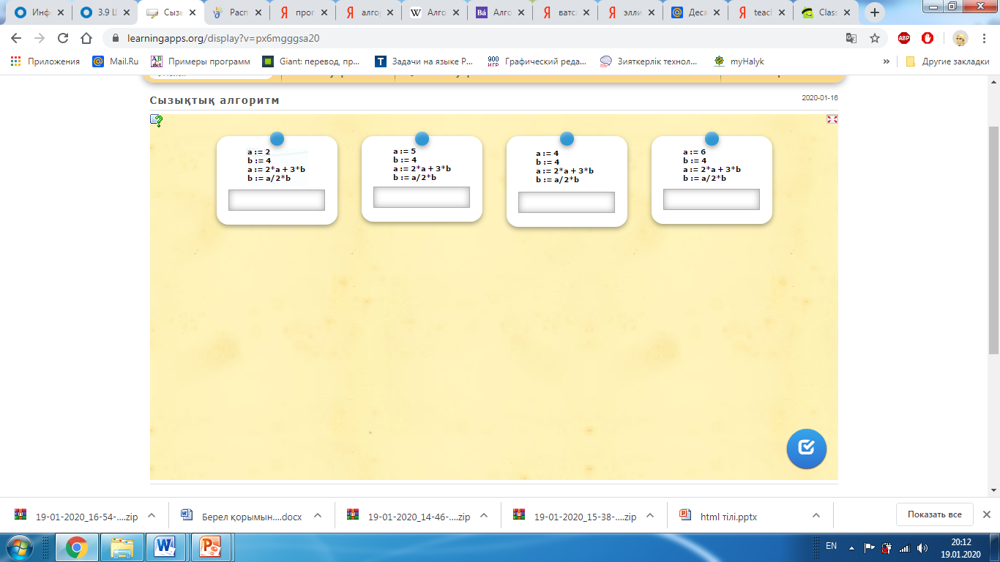 Инф
3.9 Ц
Сызы
Расп
прог
алгор
Алго
Алго
ватса
элли
Деся
teach
Class
learningapps.org/display?v=px6mgggsa20
Приложения
Mail.Ru
Примеры программ
Giant: перевод, пр...
Задачи на языке P...
Графический реда...
Зияткерлік технол...
myHalyk
»
Другие закладки
Сызықтық алгоритм
2020-01-16
a := 2
b := 4
a := 2*a + 3*b
b := a/2*b
a := 5
b := 4
a := 2*a + 3*b
b := a/2*b
a := 4
b := 4
a := 2*a + 3*b
b := a/2*b
a := 6
b := 4
a := 2*a + 3*b
b := a/2*b
19-01-2020_16-54-....zip
Берел қорымын....docx
19-01-2020_14-46-....zip
19-01-2020_15-38-....zip
html тілі.pptx
Показать все
EN
20:12
19.01.2020